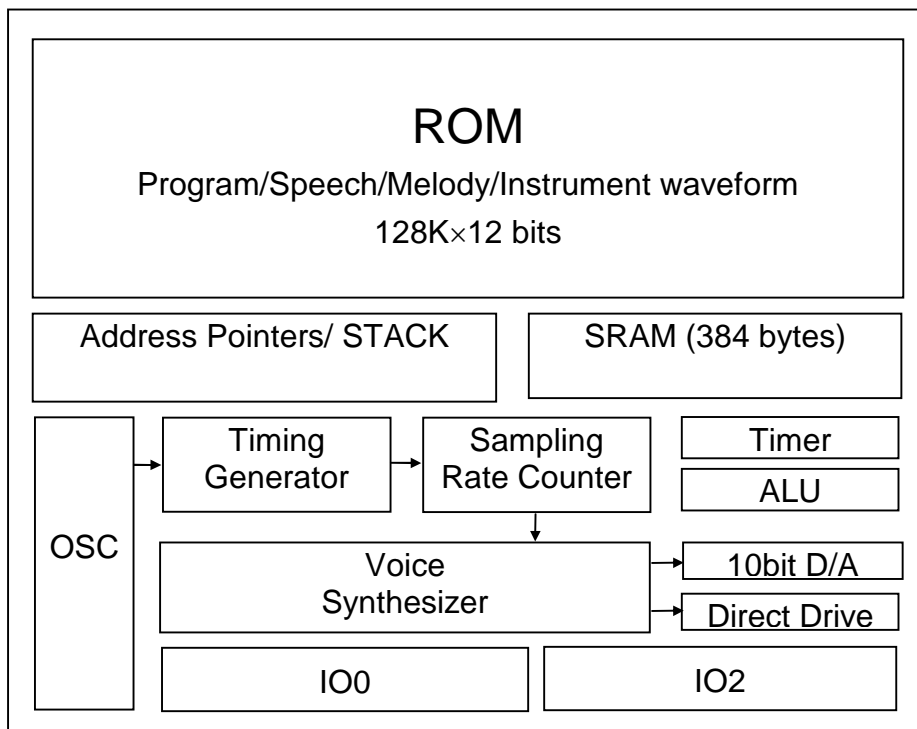 ROM
Program/Speech/Melody/Instrument waveform
128K×12 bits
Address Pointers/ STACK
SRAM (384 bytes)
OSC
Timing
Generator
Sampling
Rate Counter
Timer
ALU
Voice
Synthesizer
10bit D/A
Direct Drive
IO0
IO2